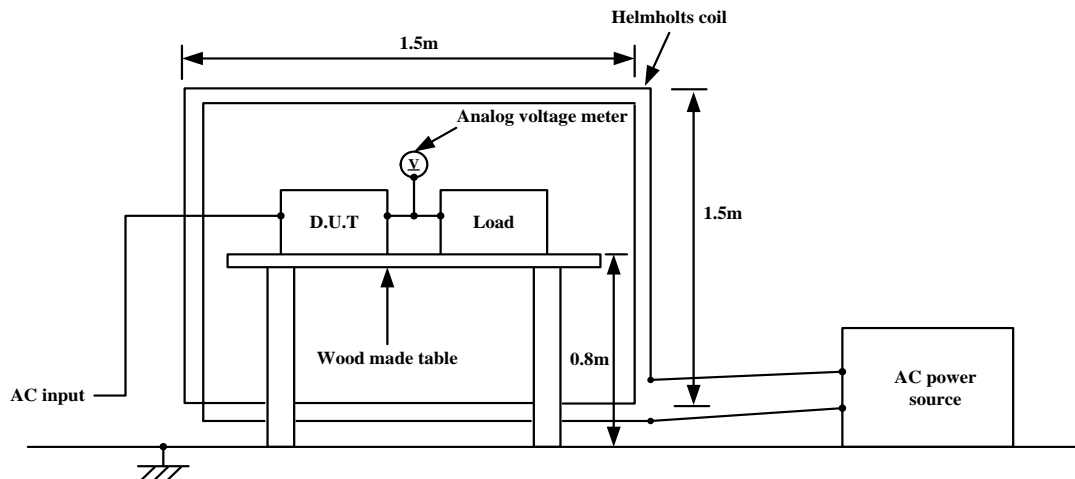 Helmholts coil
1.5m
Analog voltage meter
V
D.U.T
Load
1.5m
Wood made table
0.8m
AC input
AC power
source